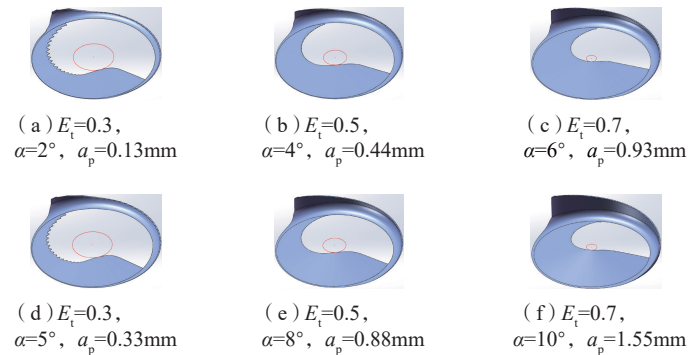 （a）Et=0.3，
α=2°，ap=0.13mm
（b）Et=0.5，
α=4°，ap=0.44mm
（c）Et=0.7，
α=6°，ap=0.93mm
（d）Et=0.3，
α=5°，ap=0.33mm
（e）Et=0.5，
α=8°，ap=0.88mm
（f）Et=0.7，
α=10°，ap=1.55mm